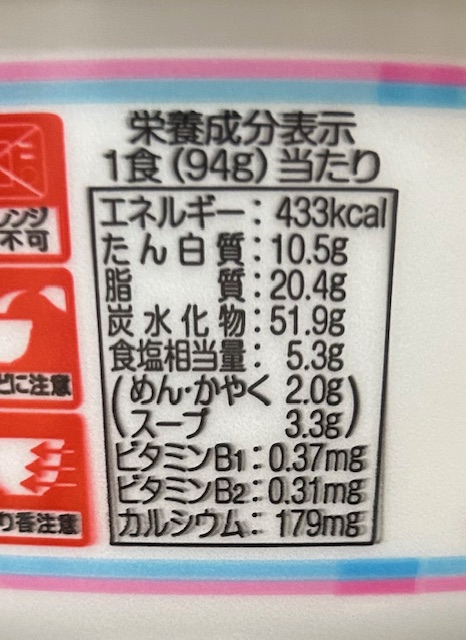 栄養成分表示
1食(94g)当たり
エネルギー: 433kcal
たん白質: 10.5g
脂質: 20.4g
炭水化物: 51.9g
食塩相当量: 5.3g
(めん・かやく 2.0g
スープ 3.3g)
ビタミンB1: 0.37mg
ビタミンB2: 0.31mg
カルシウム: 179mg
レンジ
不可
どに注意
り香注意